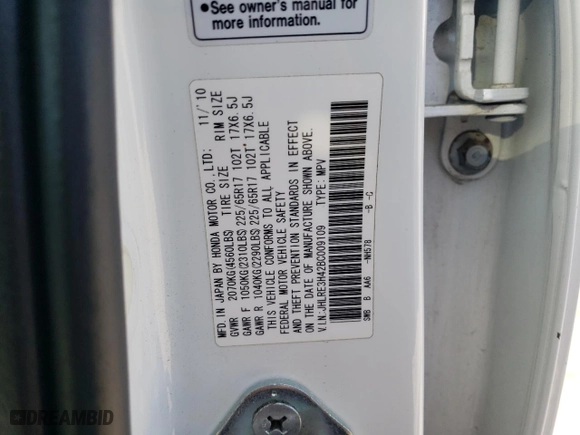 •See owner's manual for
more information.
MFD. IN JAPAN BY HONDA MOTOR CO., LTD: 11/'10
GVWR 2070KG(4560LBS) TIRE SIZE RIM SIZE
GAWR F 1050KG(2310LBS) 225/65R17 102T 17X6.5J
GAWR R 1040KG(2290LBS) 225/65R17 102T 17X6.5J
THIS VEHICLE CONFORMS TO ALL APPLICABLE
FEDERAL MOTOR VEHICLE SAFETY
AND THEFT PREVENTION STANDARDS IN EFFECT
ON THE DATE OF MANUFACTURE SHOWN ABOVE.
V.I.N:JHLRE3H42BC009109 TYPE: MPV
SWB B AA6 -NH578 -B -C
DREAMBID